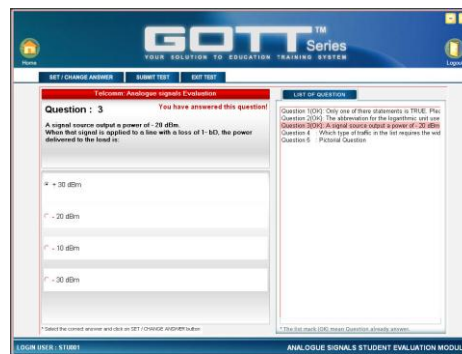 GOTT TM
Series
YOUR SOLUTION TO EDUCATION TRAINING SYSTEM
Home
Logout
SET / CHANGE ANSWER
SUBMIT TEST
EXIT TEST
Telcomm: Analogue signals Evaluation
Question : 3
You have answered this question!
A signal source output a power of - 20 dBm.
When that signal is applied to a line with a loss of 1- bD, the power
delivered to the load is:
+ 30 dBm
- 20 dBm
- 10 dBm
- 30 dBm
* Select the correct answer and click on SET / CHANGE ANSWER button
LIST OF QUESTION
Question 1(OK): Only one of there statements is TRUE. Plac
Question 2(OK): The abbreviation for the logarithmic unit use
Question 3(OK): A signal source output a power of - 20 dBm
Question 4 : Which type of traffic in the list requires the wid
Question 5 : Pictorial Question
* The list mark (OK) mean Question already answer.
LOGIN USER : STU001
ANALOGUE SIGNALS STUDENT EVALUATION MODUL